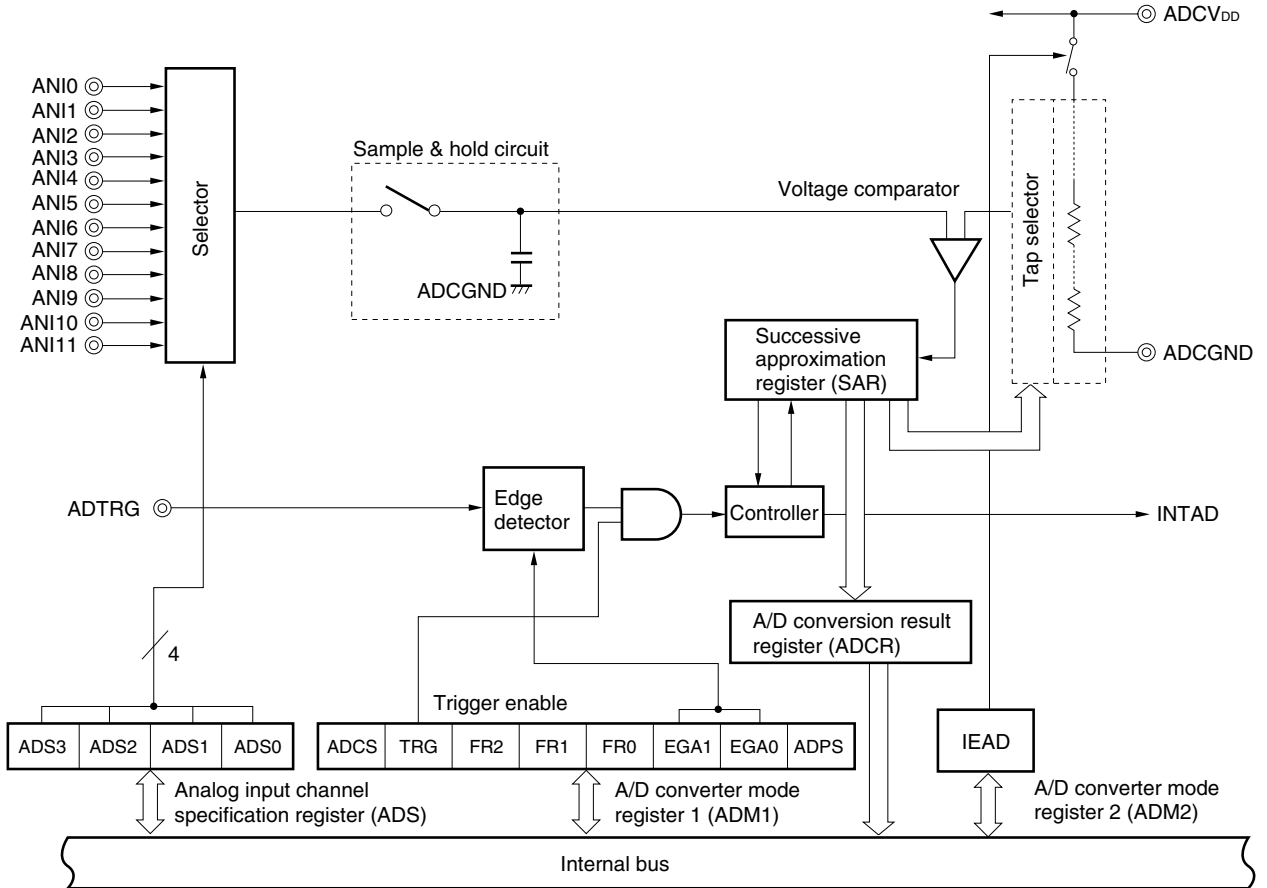 ADCVDD
ANI0
ANI1
ANI2
ANI3
ANI4
ANI5
ANI6
ANI7
ANI8
ANI9
ANI10
ANI11
Selector
Sample & hold circuit
ADCGND
Voltage comparator
Tap selector
ADCGND
Successive
approximation
register (SAR)
ADTRG
Edge
detector
Controller
INTAD
A/D conversion result
register (ADCR)
4
Trigger enable
ADS3 ADS2 ADS1 ADS0
ADCS TRG FR2 FR1 FR0 EGA1 EGA0 ADPS
IEAD
Analog input channel
specification register (ADS)
A/D converter mode
register 1 (ADM1)
A/D converter mode
register 2 (ADM2)
Internal bus